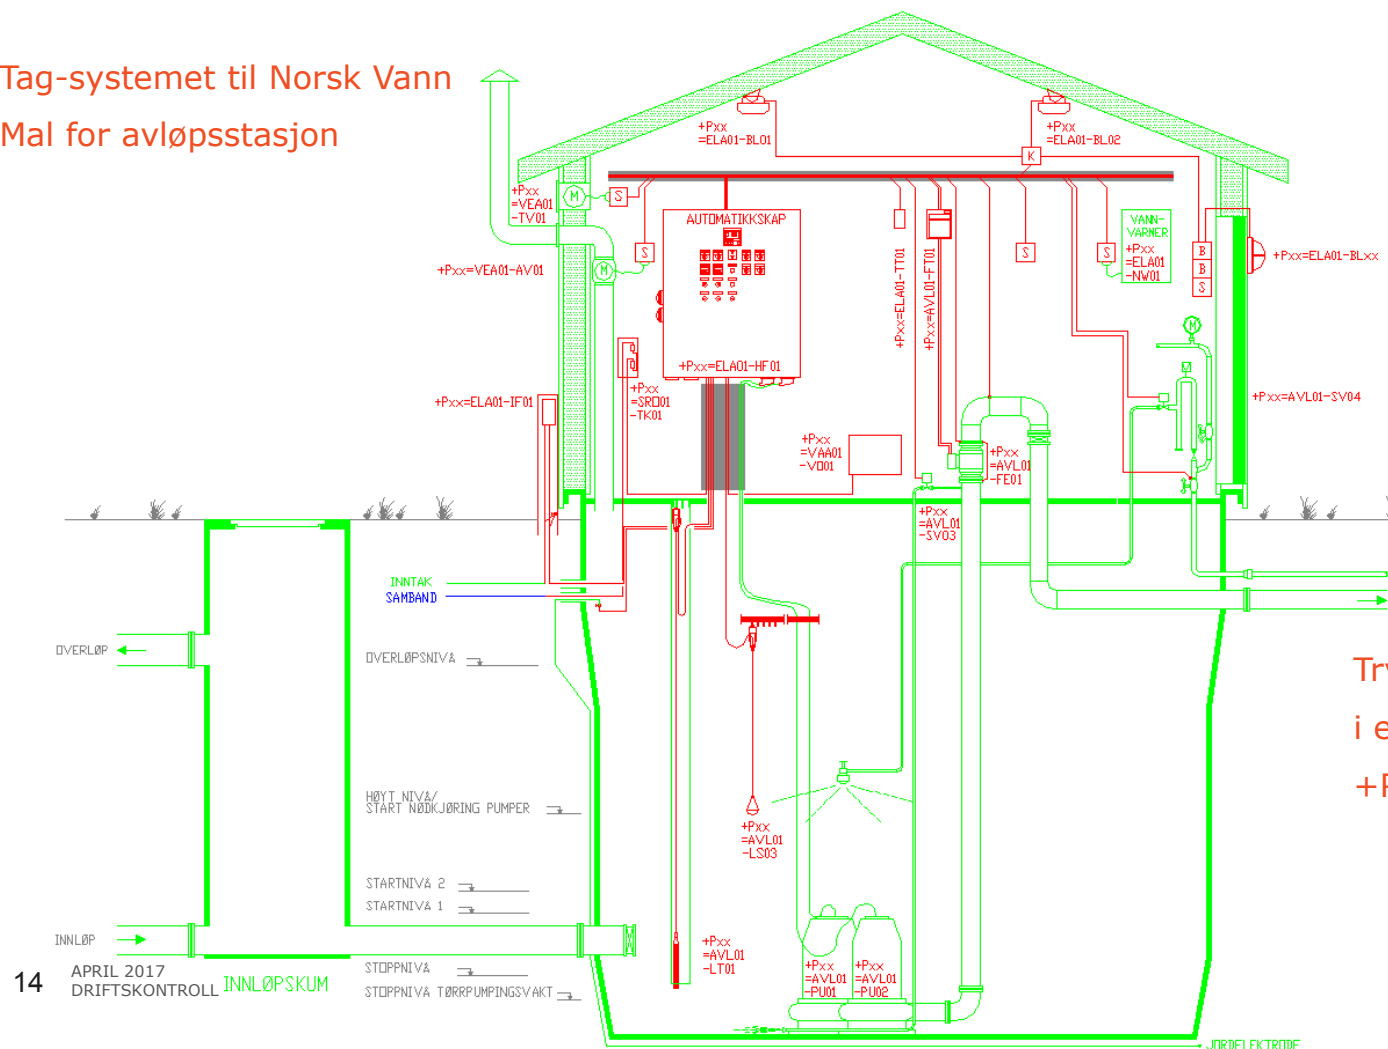 Tag-systemet til Norsk Vann
Mal for avløpsstasjon
+Pxx
=ELA01-BL01
+Pxx
=ELA01-BL02
K
+Pxx
=VEA01
-TV01
M
S
AUTOMATIKKSKAP
S
M
+Pxx=VEA01-AV01
S
S
VANN-
VARMER
+Pxx
=ELA01
-NW01
B
B
S
+Pxx=ELA01-BLxx
+Pxx=ELA01-TT01
+Pxx=AVL01-FT01
M
+Pxx=ELA01-HF01
+Pxx=ELA01-IF01
+Pxx
=SRO01
-TK01
+Pxx=AVL01-SV04
+Pxx
=VAA01
-VO01
+Pxx
=AVL01
-FE01
+Pxx
=AVL01
-SV03
INNTAK
SAMBAND
OVERLØP
OVERLØPSNIVÅ
Try
i e
+P
HØYT NIVÅ/
START NØDKJØRING PUMPER
+Pxx
=AVL01
-LS03
STARTNIVÅ 2
STARTNIVÅ 1
INNLØP
+Pxx
=AVL01
-LT01
+Pxx
=AVL01
-PU01
+Pxx
=AVL01
-PU02
STOPPNIVÅ
STOPPNIVÅ TØRRPUMPINGSVAKT
14
APRIL 2017
DRIFTSKONTROLL
INNLØPSKUM
JORDELEKTRODE